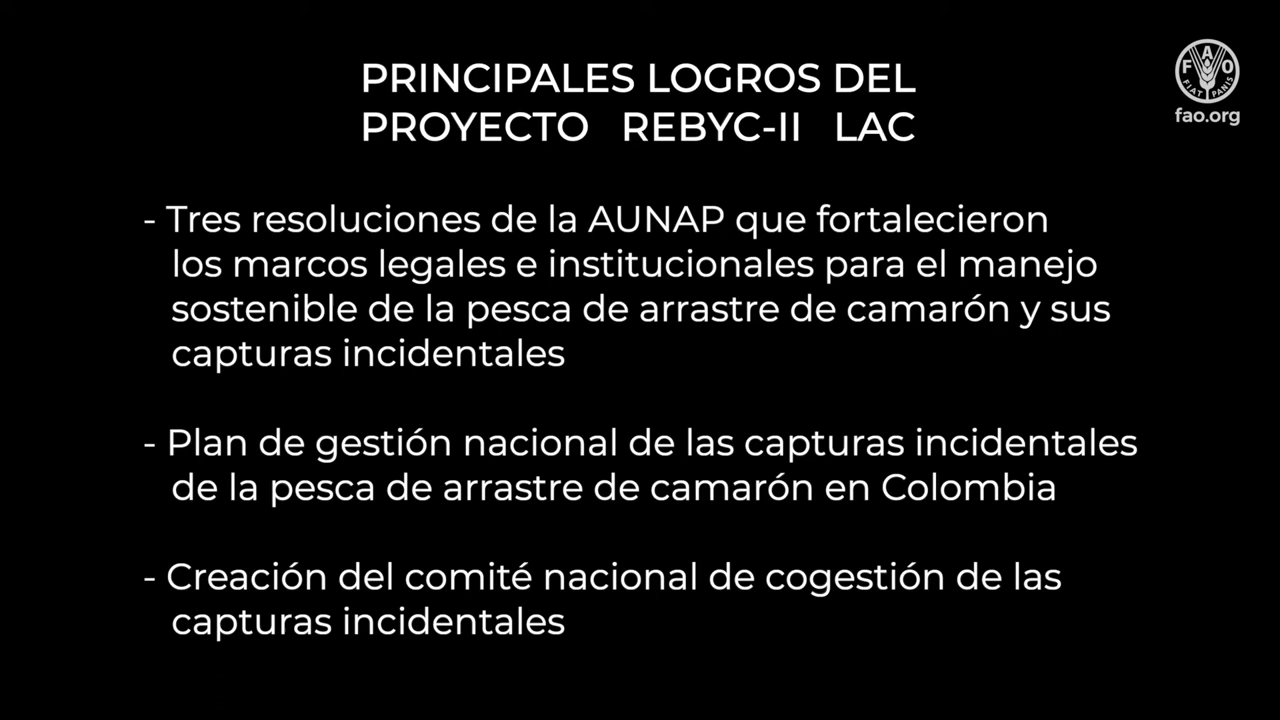 PRINCIPALES LOGROS DEL
PROYECTO REBYC-II LAC
F A O
FIAT PANIS
fao.org
- Tres resoluciones de la AUNAP que fortalecieron
los marcos legales e institucionales para el manejo
sostenible de la pesca de arrastre de camarón y sus
capturas incidentales
- Plan de gestión nacional de las capturas incidentales
de la pesca de arrastre de camarón en Colombia
- Creación del comité nacional de cogestión de las
capturas incidentales